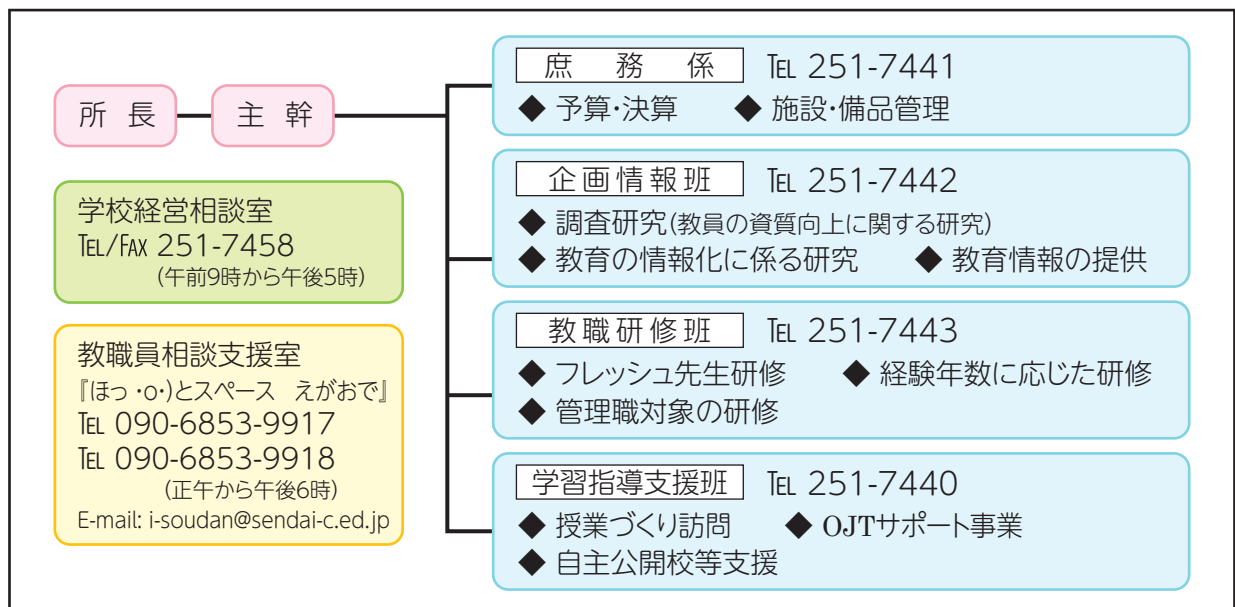 所 長
主 幹
学校経営相談室
TEL/FAX 251-7458
(午前9時から午後5時)
教職員相談支援室
『ほっ ・o・)とスペース えがおで』
TEL 090-6853-9917
TEL 090-6853-9918
(正午から午後6時)
E-mail: i-soudan@sendai-c.ed.jp
庶 務 係 TEL 251-7441
◆ 予算・決算 ◆ 施設・備品管理
企画情報班 TEL 251-7442
◆ 調査研究(教員の資質向上に関する研究)
◆ 教育の情報化に係る研究 ◆ 教育情報の提供
教職研修班 TEL 251-7443
◆ フレッシュ先生研修 ◆ 経験年数に応じた研修
◆ 管理職対象の研修
学習指導支援班 TEL 251-7440
◆ 授業づくり訪問 ◆ OJTサポート事業
◆ 自主公開校等支援